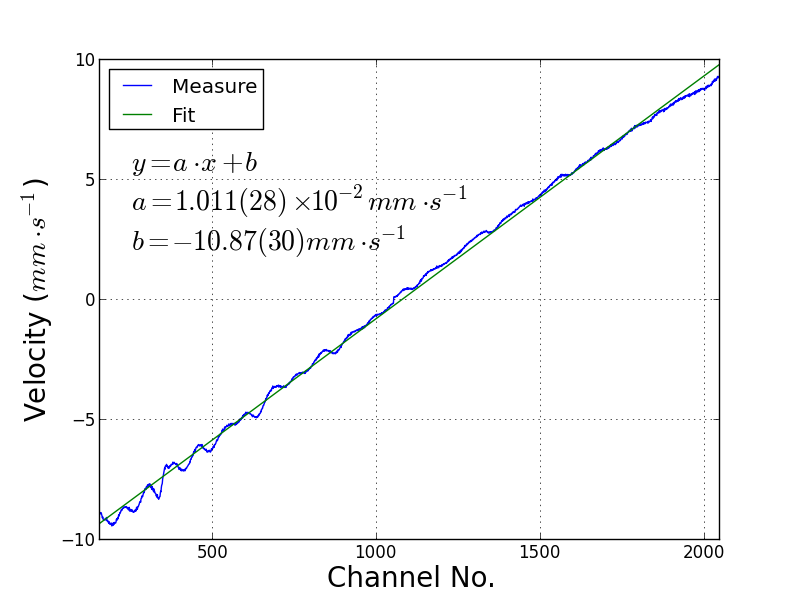 Measure
Fit
y=a·x+b
a=1.011(28)×10⁻² mm·s⁻¹
b=−10.87(30)mm·s⁻¹
Velocity (mm·s⁻¹)
10
5
0
−5
−10
500 1000 1500 2000
Channel No.